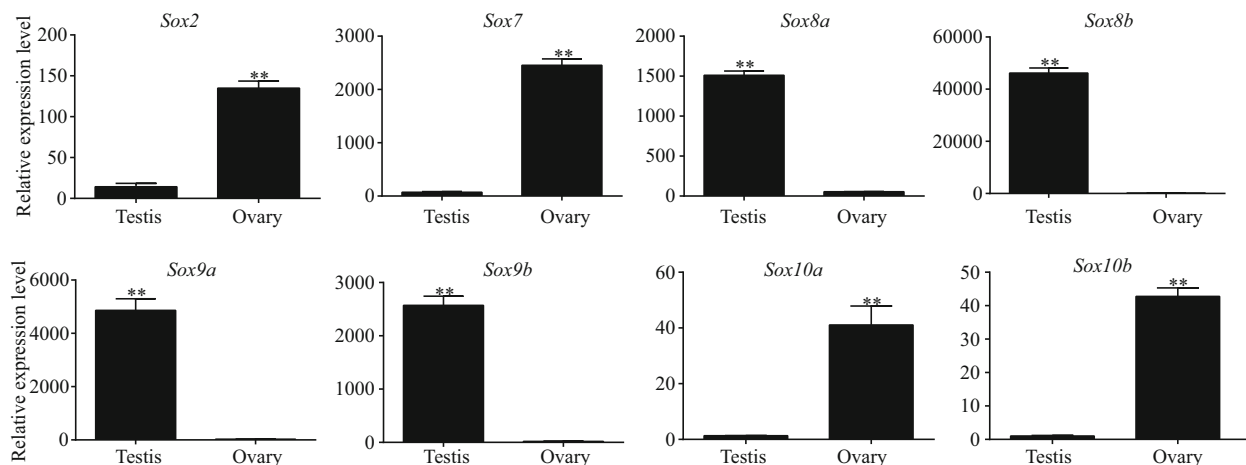 Sox2
Relative expression level
200
150
100
50
0
**
Testis Ovary
Sox7
3000
2000
1000
0
**
Testis Ovary
Sox8a
2000
1500
1000
500
0
**
Testis Ovary
Sox8b
60000
40000
20000
0
**
Testis Ovary
Sox9a
Relative expression level
6000
4000
2000
0
**
Testis Ovary
Sox9b
3000
2000
1000
0
**
Testis Ovary
Sox10a
60
40
20
0
**
Testis Ovary
Sox10b
50
40
30
20
10
0
**
Testis Ovary